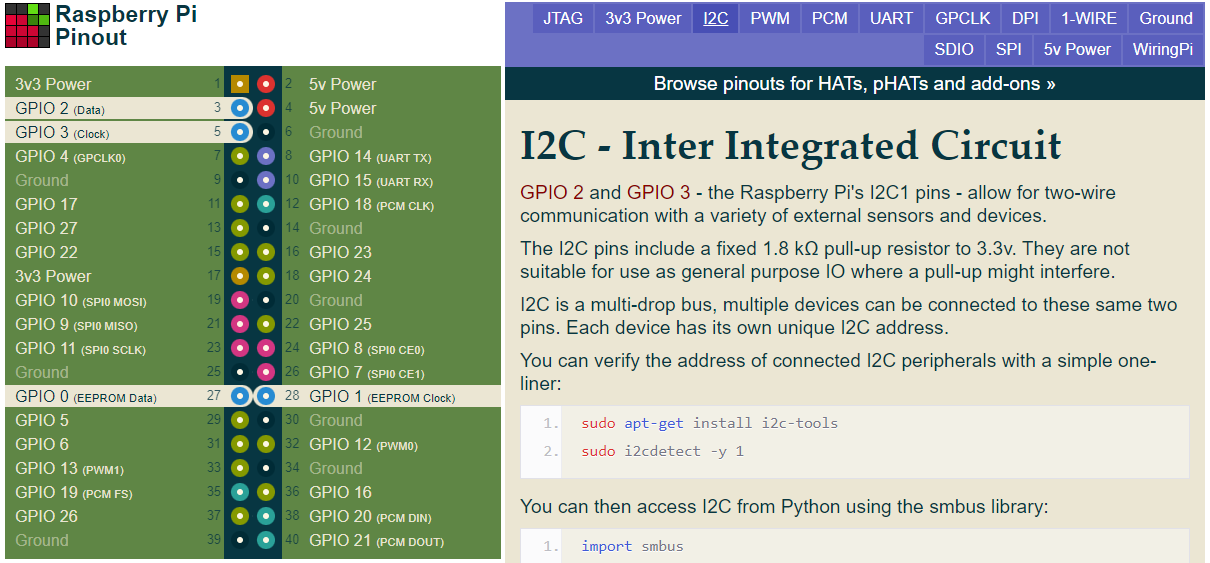 Raspberry Pi
Pinout
3v3 Power 1 2 5v Power
GPIO 2 (Data) 3 4 5v Power
GPIO 3 (Clock) 5 6 Ground
GPIO 4 (GPCLK0) 7 8 GPIO 14 (UART TX)
Ground 9 10 GPIO 15 (UART RX)
GPIO 17 11 12 GPIO 18 (PCM CLK)
GPIO 27 13 14 Ground
GPIO 22 15 16 GPIO 23
3v3 Power 17 18 GPIO 24
GPIO 10 (SPI0 MOSI) 19 20 Ground
GPIO 9 (SPI0 MISO) 21 22 GPIO 25
GPIO 11 (SPI0 SCLK) 23 24 GPIO 8 (SPI0 CE0)
Ground 25 26 GPIO 7 (SPI0 CE1)
GPIO 0 (EEPROM Data) 27 28 GPIO 1 (EEPROM Clock)
GPIO 5 29 30 Ground
GPIO 6 31 32 GPIO 12 (PWM0)
GPIO 13 (PWM1) 33 34 Ground
GPIO 19 (PCM FS) 35 36 GPIO 16
GPIO 26 37 38 GPIO 20 (PCM DIN)
Ground 39 40 GPIO 21 (PCM DOUT)
JTAG 3v3 Power I2C PWM PCM UART GPCLK DPI 1-WIRE Ground
SDIO SPI 5v Power WiringPi
Browse pinouts for HATs, pHATs and add-ons »
I2C - Inter Integrated Circuit
GPIO 2 and GPIO 3 - the Raspberry Pi's I2C1 pins - allow for two-wire
communication with a variety of external sensors and devices.
The I2C pins include a fixed 1.8 kΩ pull-up resistor to 3.3v. They are not
suitable for use as general purpose IO where a pull-up might interfere.
I2C is a multi-drop bus, multiple devices can be connected to these same two
pins. Each device has its own unique I2C address.
You can verify the address of connected I2C peripherals with a simple one-
liner:
1. sudo apt-get install i2c-tools
2. sudo i2cdetect -y 1
You can then access I2C from Python using the smbus library:
1. import smbus